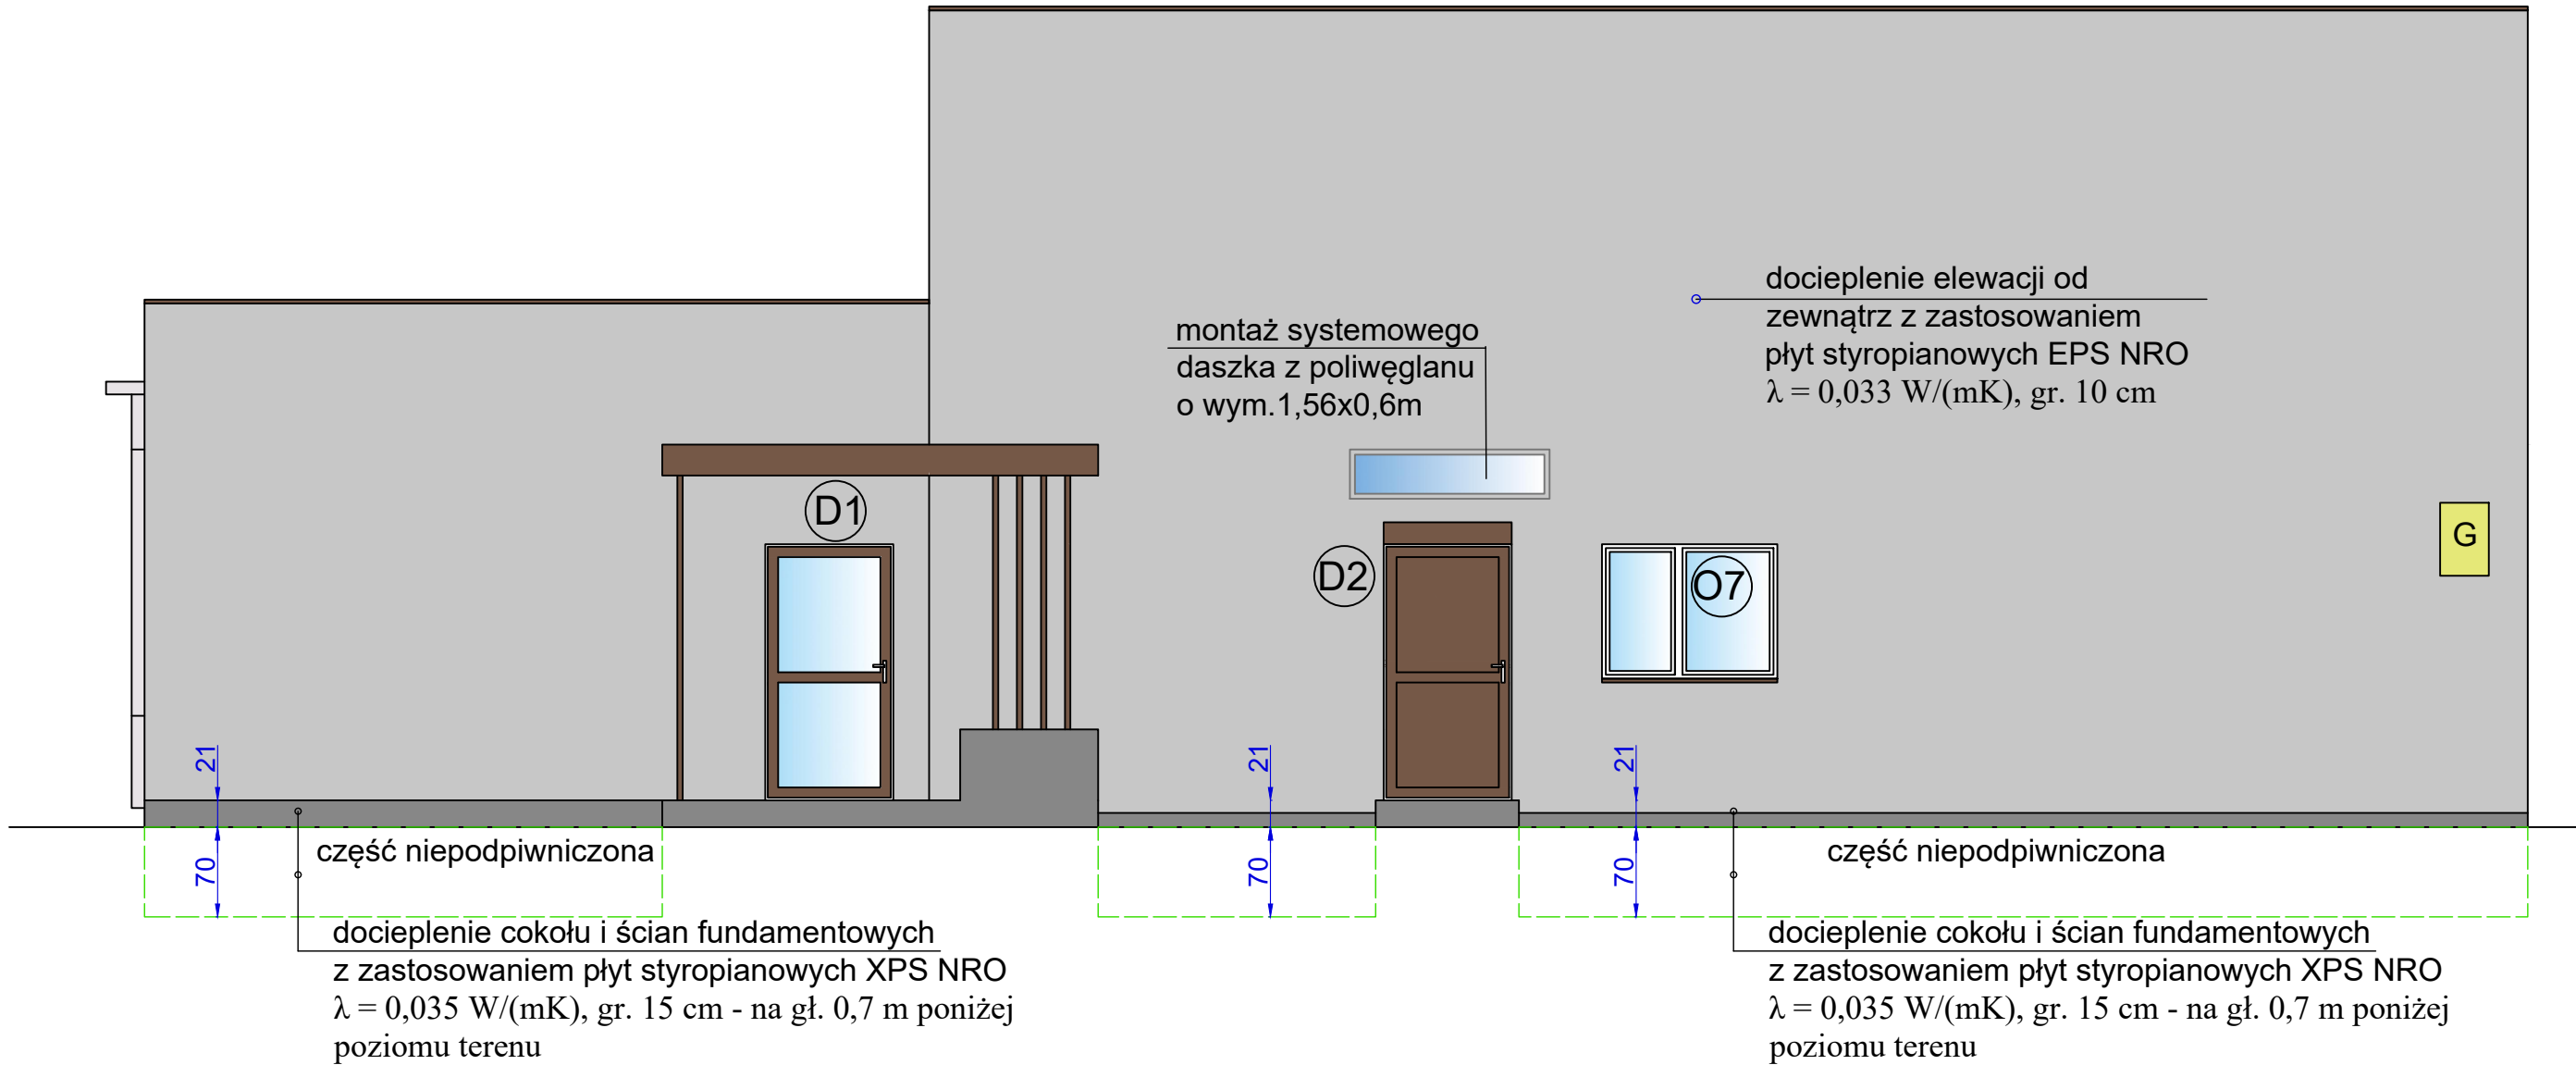 docieplenie elewacji od
zewnątrz z zastosowaniem
płyt styropianowych EPS NRO
λ = 0,033 W/(mK), gr. 10 cm
montaż systemowego
daszka z poliwęglanu
o wym.1,56x0,6m
D1
D2
O7
G
21
21
21
70
70
70
część niepodpiwniczona
część niepodpiwniczona
docieplenie cokołu i ścian fundamentowych
z zastosowaniem płyt styropianowych XPS NRO
λ = 0,035 W/(mK), gr. 15 cm - na gł. 0,7 m poniżej
poziomu terenu
docieplenie cokołu i ścian fundamentowych
z zastosowaniem płyt styropianowych XPS NRO
λ = 0,035 W/(mK), gr. 15 cm - na gł. 0,7 m poniżej
poziomu terenu